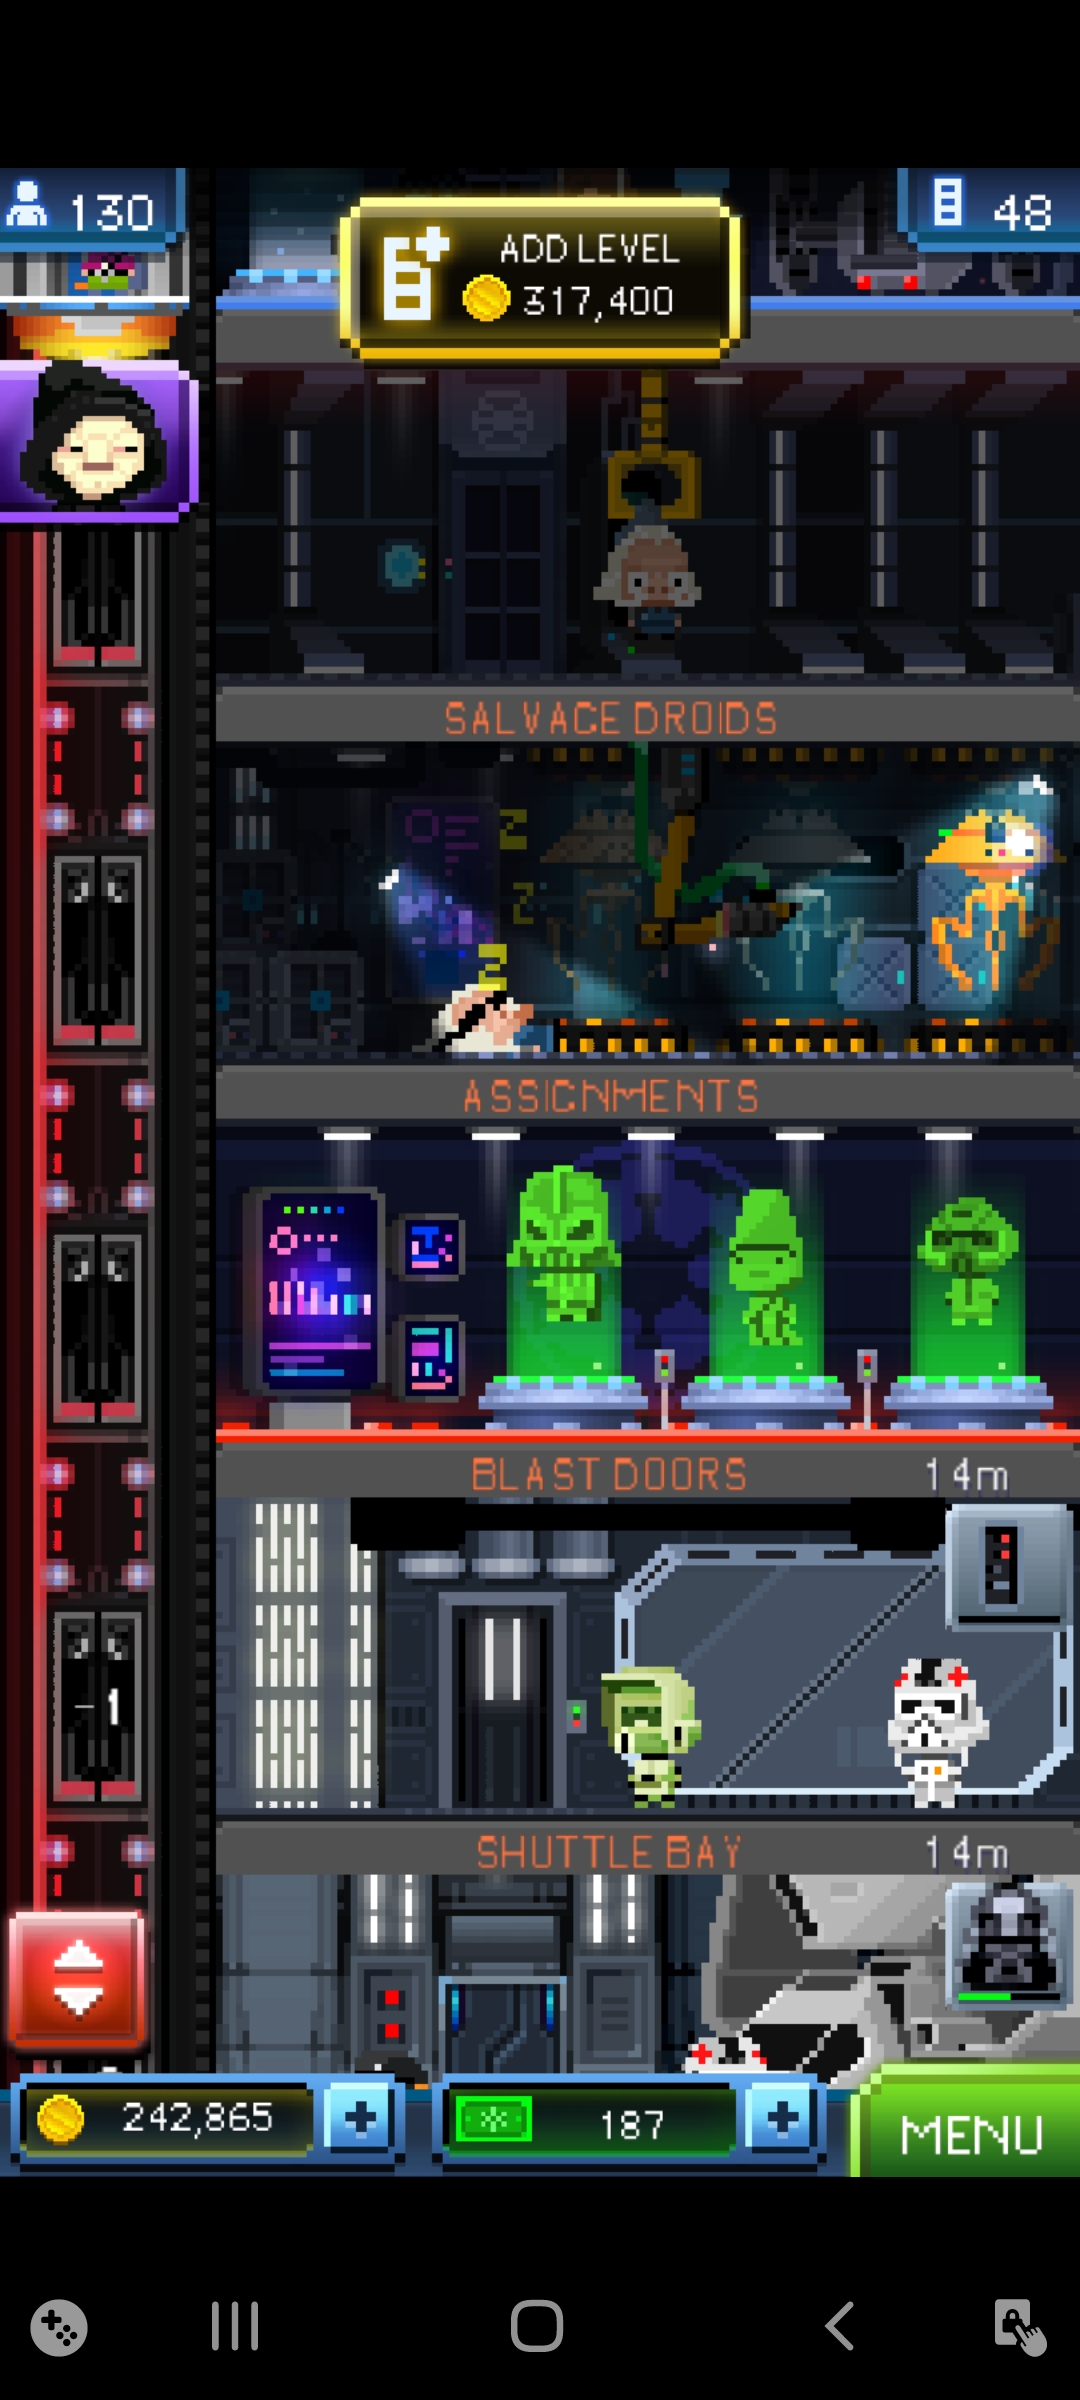 130
48
ADD LEVEL
317,400
SALVAGE DROIDS
Z
Z
Z
ASSIGNMENTS
BLAST DOORS 14m
-1
SHUTTLE BAY 14m
242,865
187
MENU